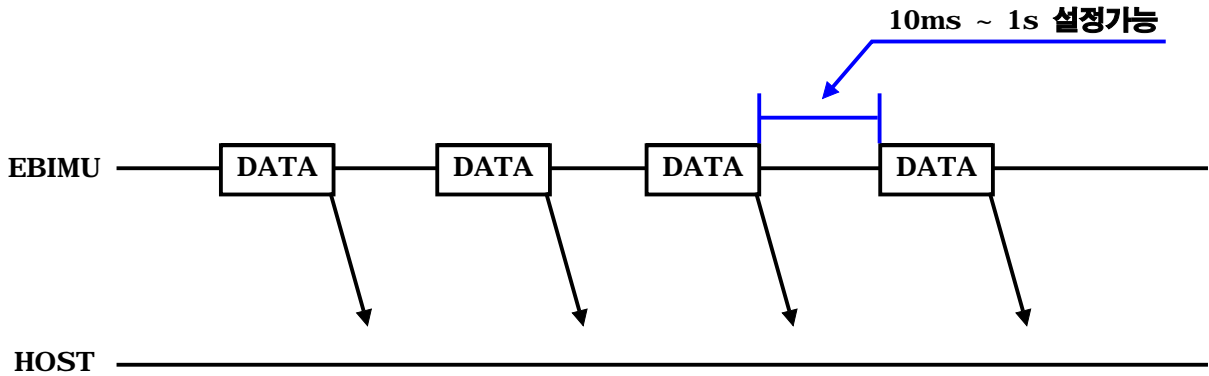 10ms ~ 1s 설정가능
EBIMU DATA DATA DATA DATA
HOST